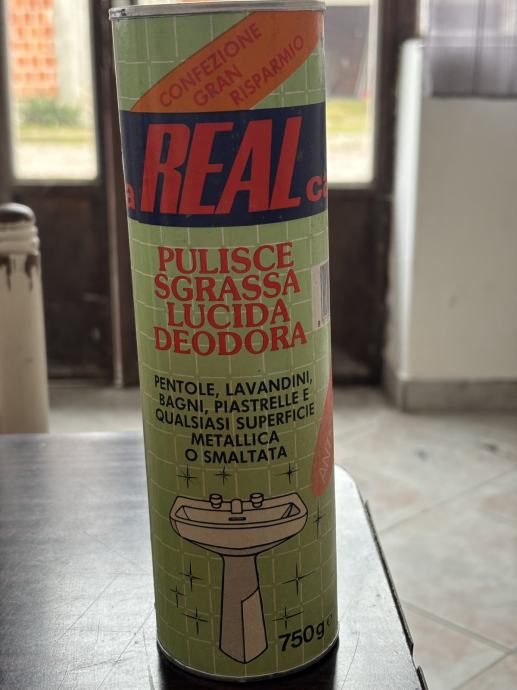 CONFEZIONE
GRAN
RISPARMIO
REAL
PULISCE
SGRASSA
LUCIDA
DEODORA
PENTOLE, LAVANDINI,
BAGNI, PIASTRELLE E
QUALSIASI SUPERFICIE
METALLICA
O SMALTATA
750g e